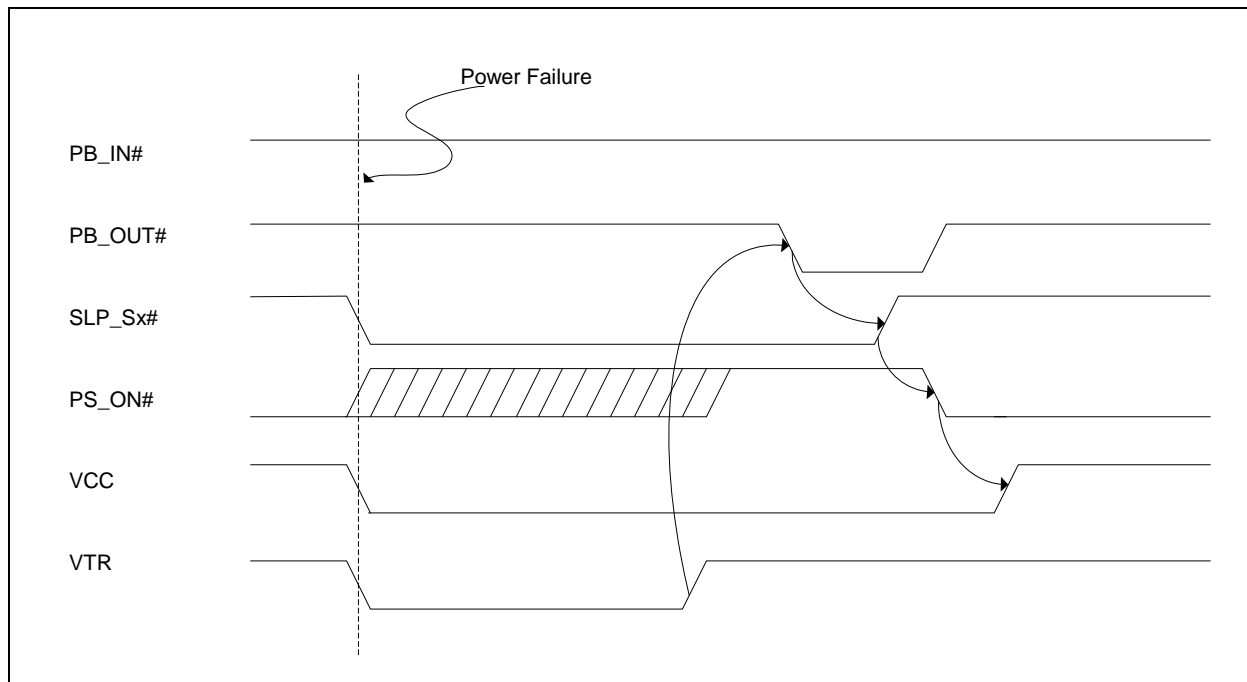 Power Failure
PB_IN#
PB_OUT#
SLP_Sx#
PS_ON#
VCC
VTR